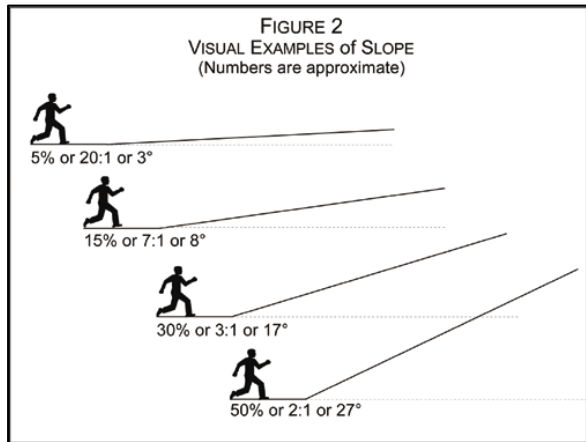 FIGURE 2
VISUAL EXAMPLES of SLOPE
(Numbers are approximate)
5% or 20:1 or 3°
15% or 7:1 or 8°
30% or 3:1 or 17°
50% or 2:1 or 27°